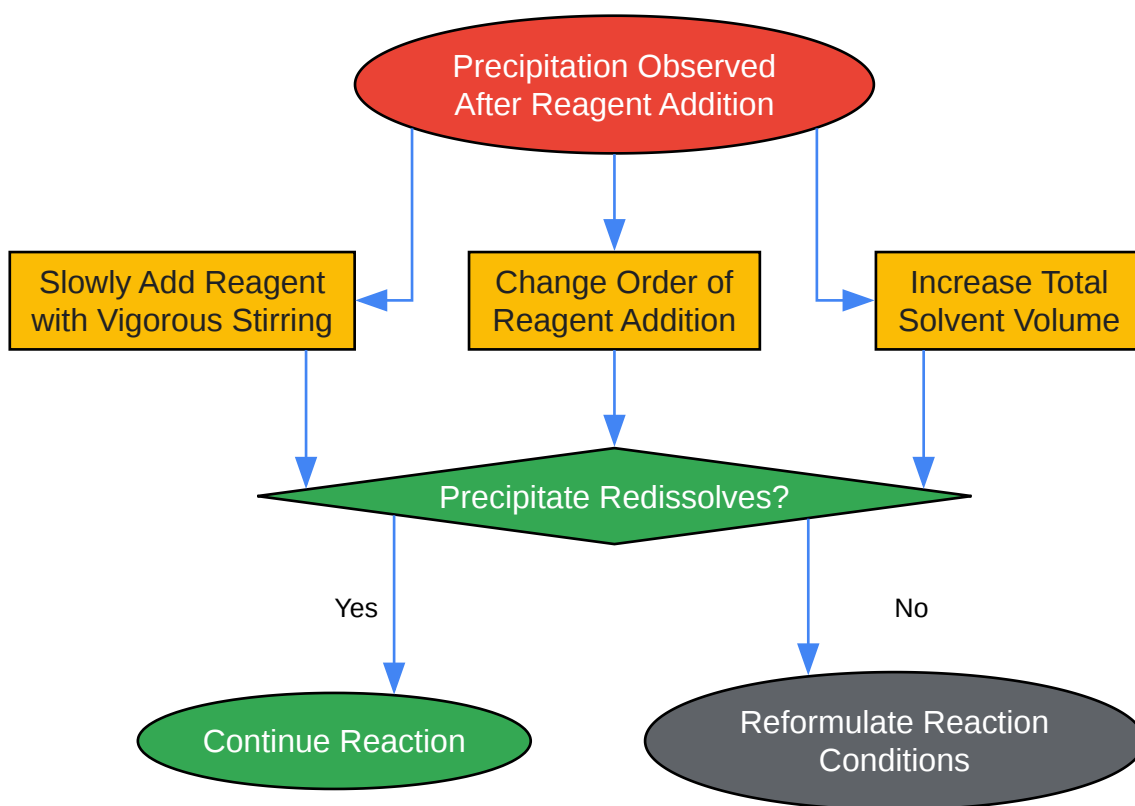 Precipitation Observed
After Reagent Addition
Slowly Add Reagent
with Vigorous Stirring
Change Order of
Reagent Addition
Increase Total
Solvent Volume
Precipitate Redissolves?
Yes
No
Continue Reaction
Reformulate Reaction
Conditions